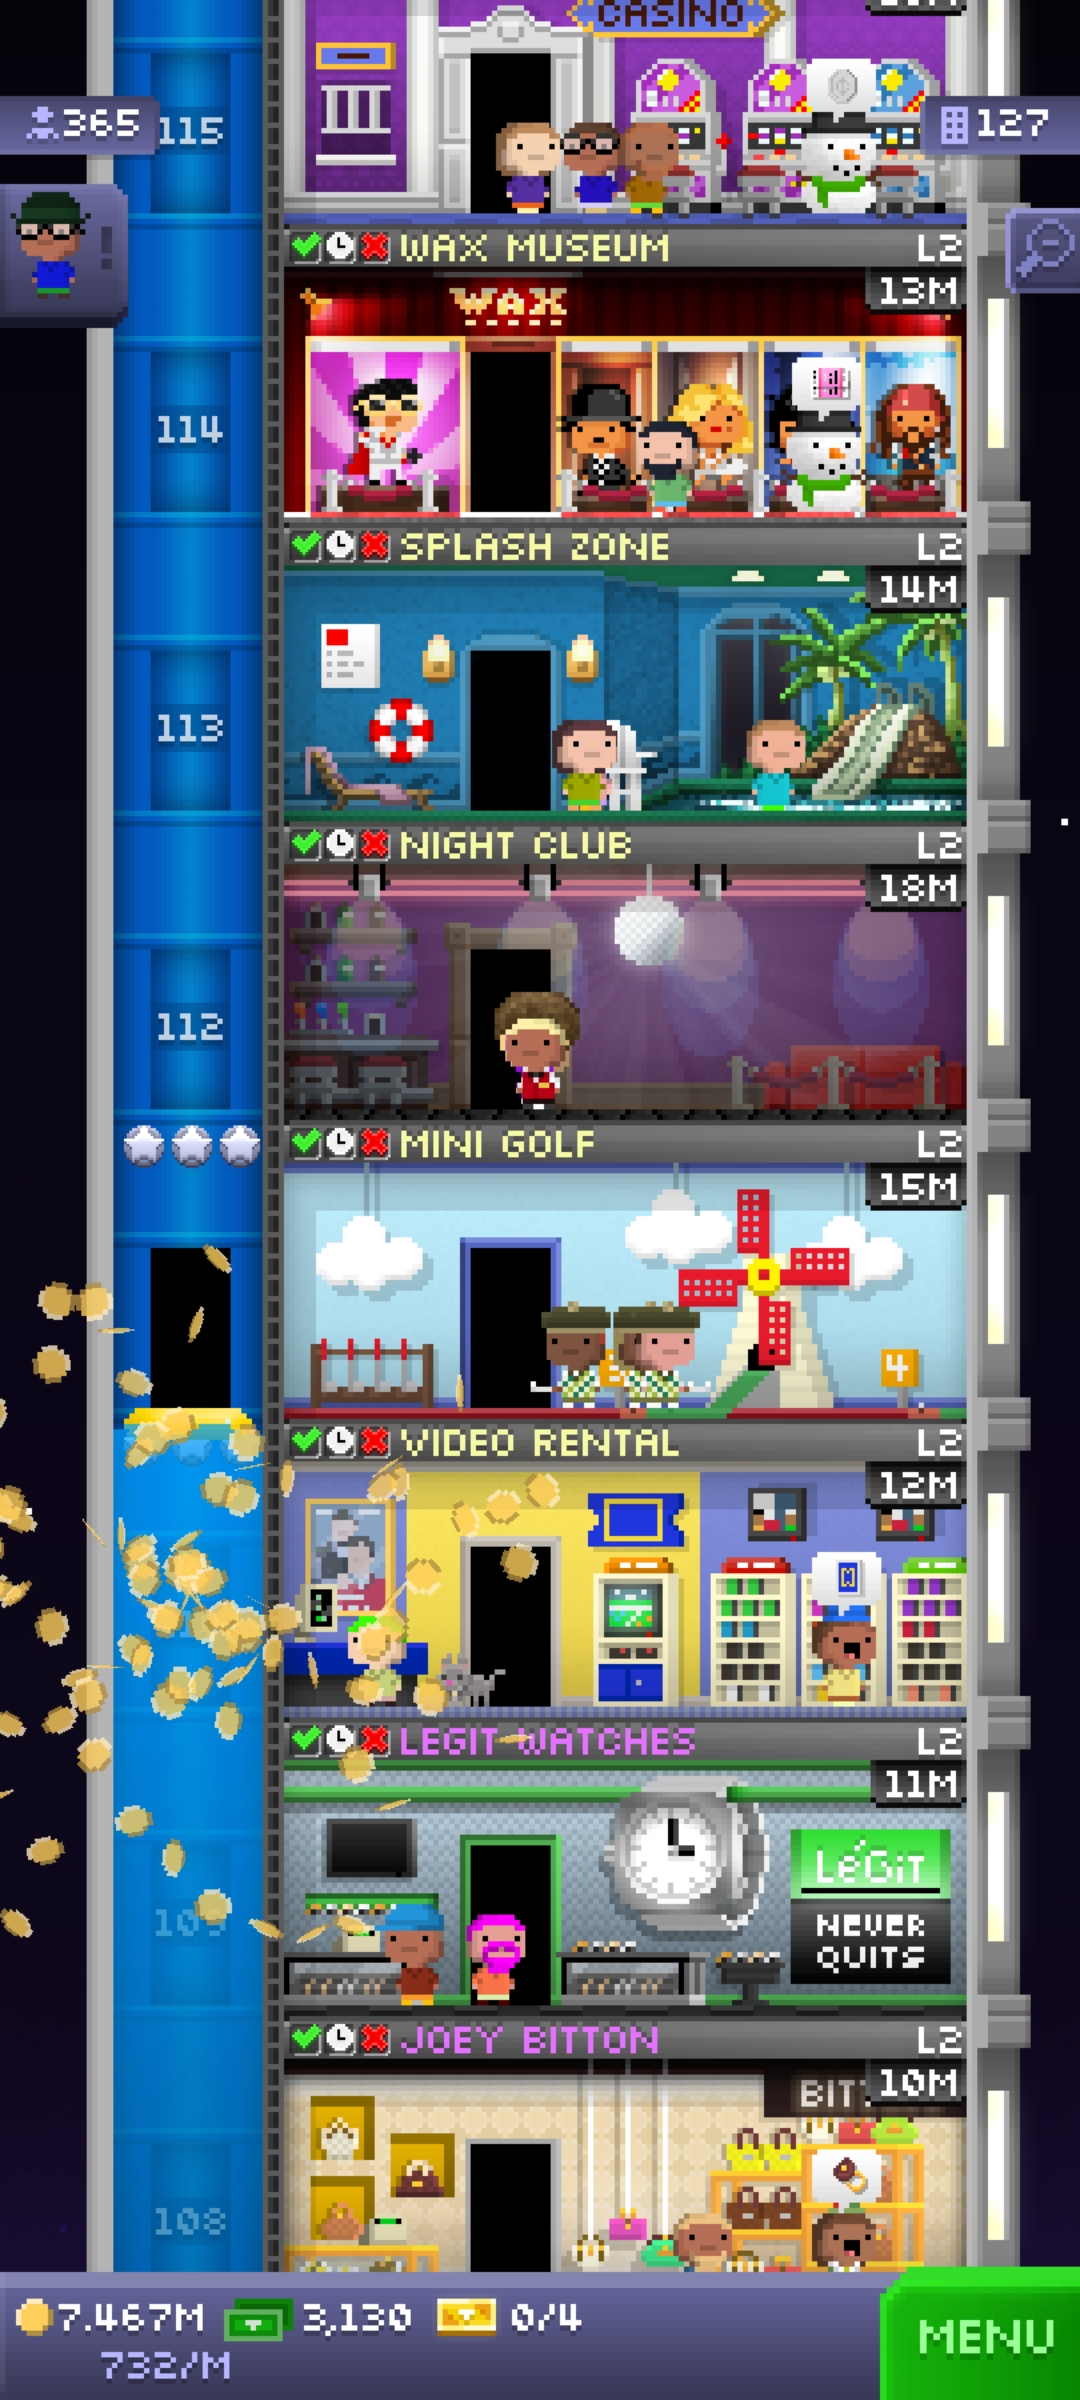 CASINO
365
115
127
WAX MUSEUM L2
13M
WAX
114
SPLASH ZONE L2
14M
113
NIGHT CLUB L2
18M
112
MINI GOLF L2
15M
4
VIDEO RENTAL L2
12M
LEGIT WATCHES L2
11M
LéGiT
NEVER
QUITS
JOEY BITTON L2
10M
108
7.467M 3,130 0/4
732/M
MENU